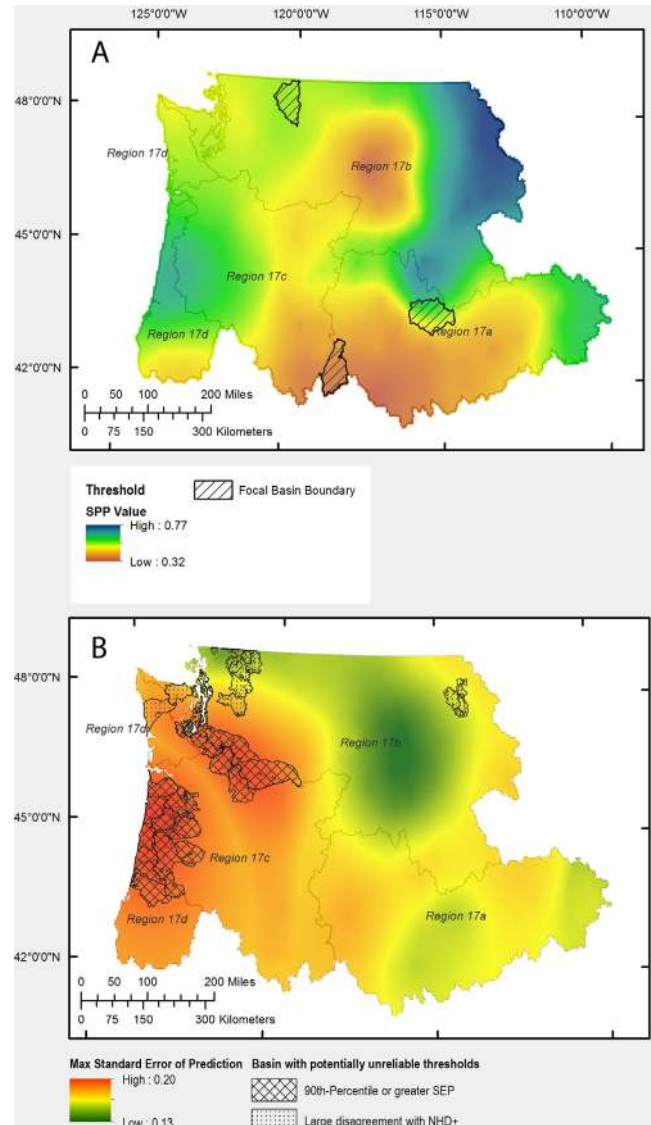 125°0'0"W 120°0'0"W 115°0'0"W 110°0'0"W
A
48°0'0"N
Region 17d
Region 17b
45°0'0"N
Region 17c
Region 17d
Region 17a
42°0'0"N
0 50 100 200 Miles
0 75 150 300 Kilometers
Threshold
Focal Basin Boundary
SPP Value
High : 0.77
Low : 0.32
B
48°0'0"N
Region 17d
Region 17b
45°0'0"N
Region 17c
Region 17d
Region 17a
42°0'0"N
0 50 100 200 Miles
0 75 150 300 Kilometers
Max Standard Error of Prediction Basin with potentially unreliable thresholds
High : 0.20
90th-Percentile or greater SEP
Low : 0.13
Large disagreement with NHD+